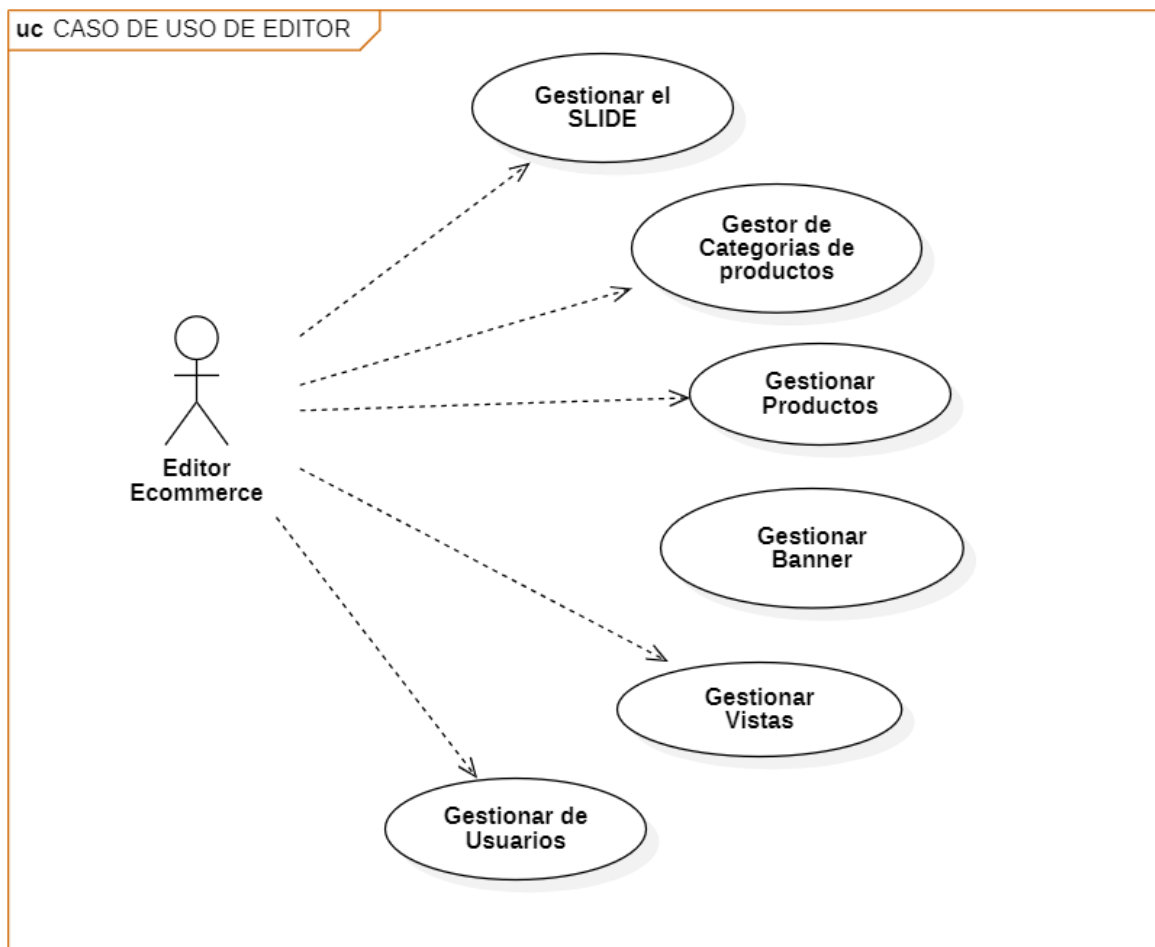 uc CASO DE USO DE EDITOR
Gestionar el
SLIDE
Gestor de
Categorias de
productos
Gestionar
Productos
Editor
Ecommerce
Gestionar
Banner
Gestionar
Vistas
Gestionar de
Usuarios